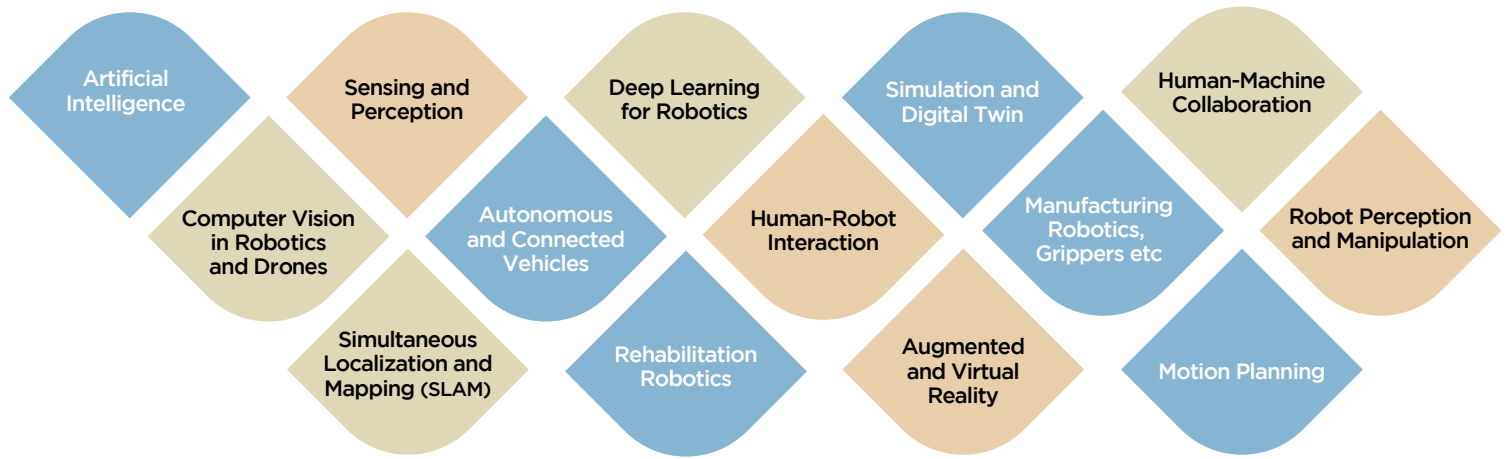 Artificial
Intelligence
Sensing and
Perception
Deep Learning
for Robotics
Simulation and
Digital Twin
Human-Machine
Collaboration
Computer Vision
in Robotics
and Drones
Autonomous
and Connected
Vehicles
Human-Robot
Interaction
Manufacturing
Robotics,
Grippers etc
Robot Perception
and Manipulation
Simultaneous
Localization and
Mapping (SLAM)
Rehabilitation
Robotics
Augmented
and Virtual
Reality
Motion Planning